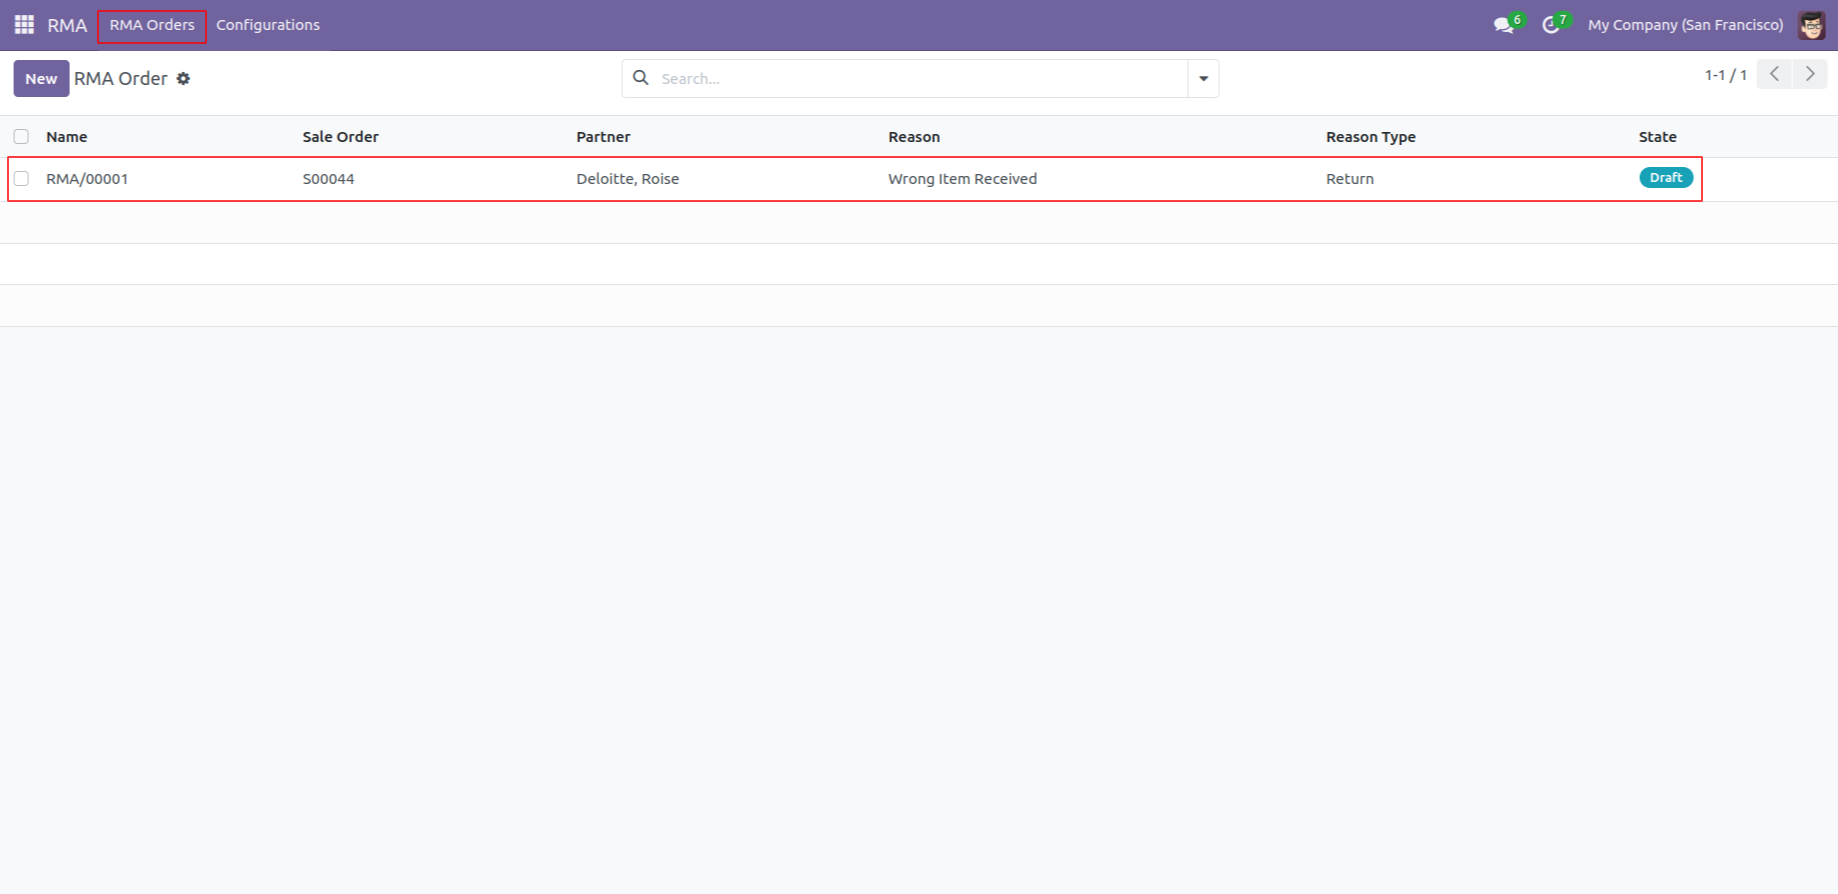 RMA RMA Orders Configurations 6 7 My Company (San Francisco)
New RMA Order Search... 1-1 / 1
Name Sale Order Partner Reason Reason Type State
RMA/00001 S00044 Deloitte, Roise Wrong Item Received Return Draft